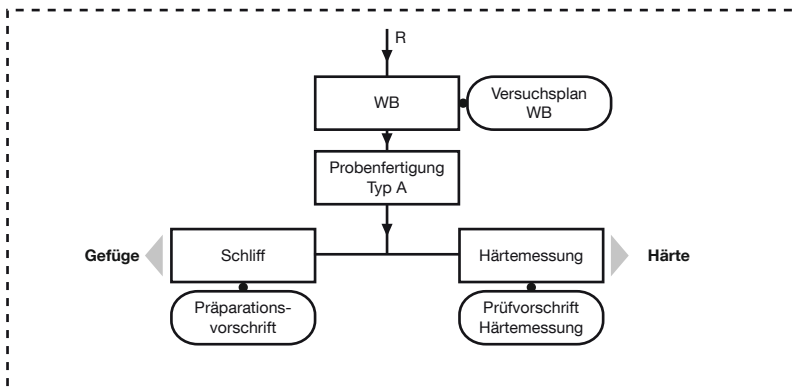 R
WB
Versuchsplan
WB
Probenfertigung
Typ A
Gefüge
Schliff
Härtemessung
Härte
Präparations-
vorschrift
Prüfvorschrift
Härtemessung